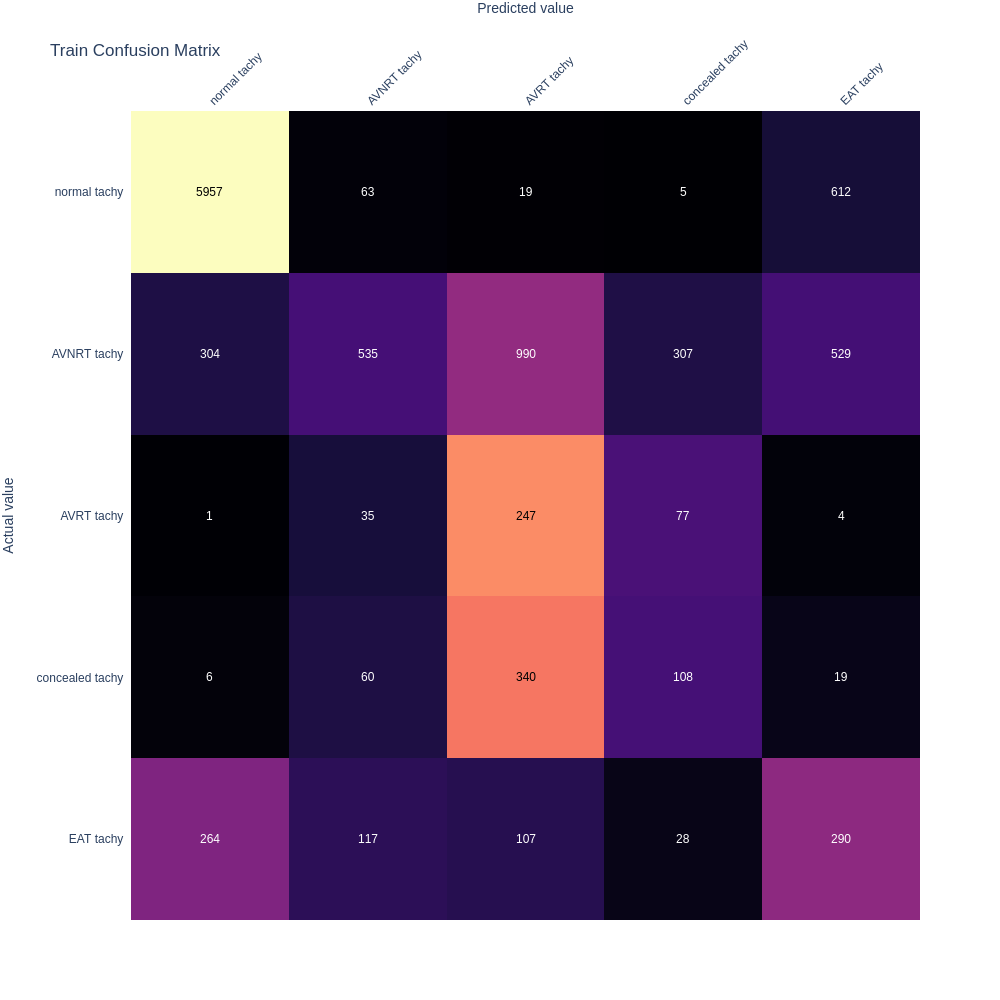 Predicted value
Train Confusion Matrix
normal tachy
AVNRT tachy
AVRT tachy
concealed tachy
EAT tachy
normal tachy 5957 63 19 5 612
AVNRT tachy 304 535 990 307 529
Actual value
AVRT tachy 1 35 247 77 4
concealed tachy 6 60 340 108 19
EAT tachy 264 117 107 28 290